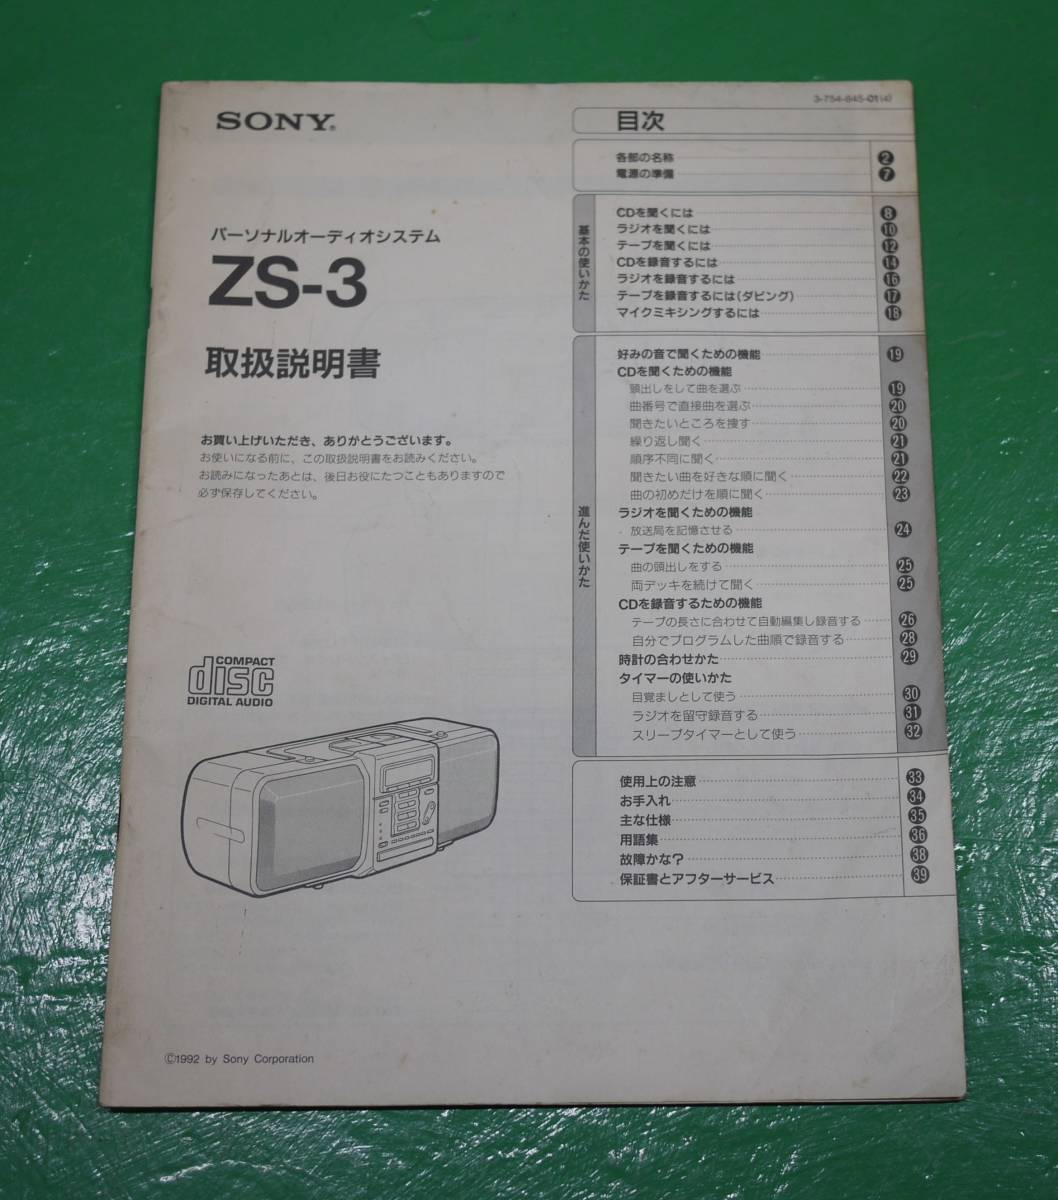 SONY®
パーソナルオーディオシステム
ZS-3
取扱説明書
お買い上げいただき、ありがとうございます。
お使いになる前に、この取扱説明書をお読みください。
お読みになったあとは、後日お役にたつこともありますので
必ず保存してください。
COMPACT
disc
DIGITAL AUDIO
©1992 by Sony Corporation
3-754-845-01(4)
目次
各部の名称 2
電源の準備 7
基本の使いかた
CDを聞くには 8
ラジオを聞くには 10
テープを聞くには 12
CDを録音するには 14
ラジオを録音するには 16
テープを録音するには(ダビング) 17
マイクミキシングするには 18
進んだ使いかた
好みの音で聞くための機能 19
CDを聞くための機能
頭出しをして曲を選ぶ 19
曲番号で直接曲を選ぶ 20
聞きたいところを捜す 20
繰り返し聞く 21
順序不同に聞く 21
聞きたい曲を好きな順に聞く 22
曲の初めだけを順に聞く 23
ラジオを聞くための機能
放送局を記憶させる 24
テープを聞くための機能
曲の頭出しをする 25
両デッキを続けて聞く 25
CDを録音するための機能
テープの長さに合わせて自動編集し録音する 26
自分でプログラムした曲順で録音する 28
時計の合わせかた 29
タイマーの使いかた
目覚ましとして使う 30
ラジオを留守録音する 31
スリープタイマーとして使う 32
使用上の注意 33
お手入れ 34
主な仕様 35
用語集 36
故障かな? 38
保証書とアフターサービス 39